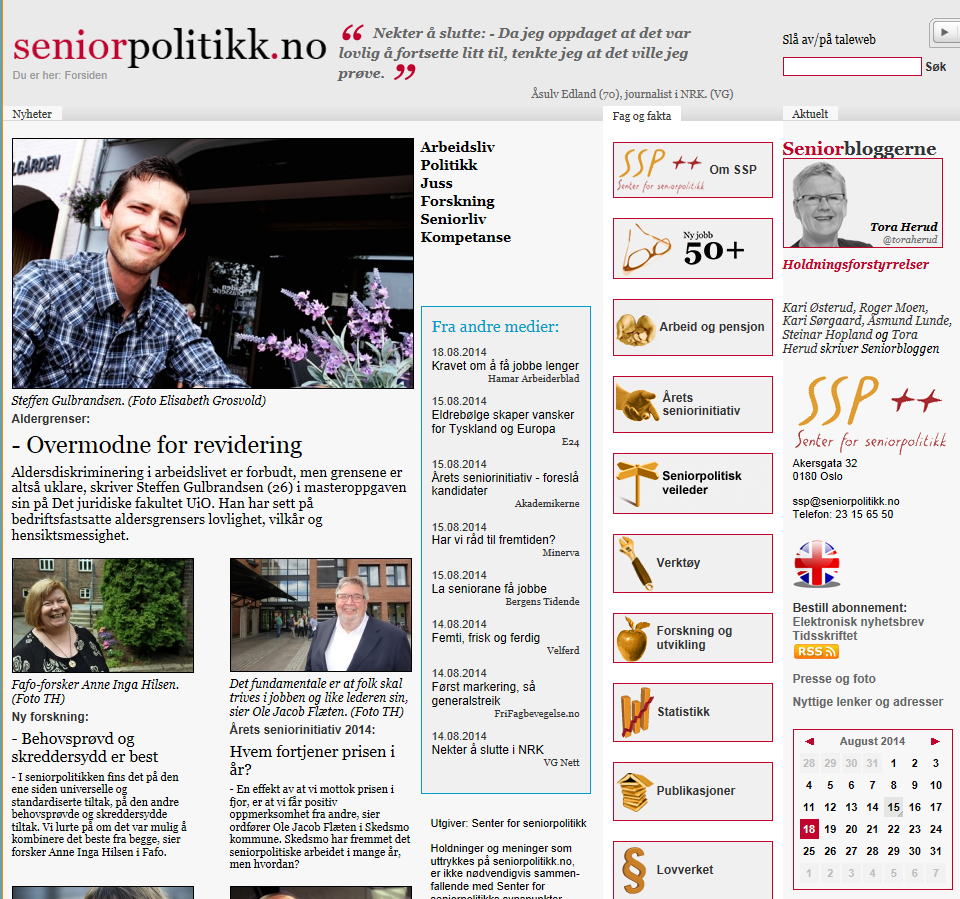 seniorpolitikk.no
Du er her: Forsiden
“ Nekter å slutte: - Da jeg oppdaget at det var
lovlig å fortsette litt til, tenkte jeg at det ville jeg
prøve. ”
Åsulv Edland (70), journalist i NRK. (VG)
Slå av/på taleweb
Søk
Nyheter
Fag og fakta
Aktuelt
GÅRDEN
Steffen Gulbrandsen. (Foto Elisabeth Grosvold)
Aldergrenser:
- Overmodne for revidering
Aldersdiskriminering i arbeidslivet er forbudt, men grensene er
altså uklare, skriver Steffen Gulbrandsen (26) i masteroppgaven
sin på Det juridiske fakultet UiO. Han har sett på
bedriftsfastsatte aldersgrensers lovlighet, vilkår og
hensiktsmessighet.
Fafo-forsker Anne Inga Hilsen.
(Foto TH)
Ny forskning:
- Behovsprøvd og
skreddersydd er best
- I seniorpolitikken fins det på den
ene siden universelle og
standardiserte tiltak, på den andre
behovsprøvde og skreddersydde
tiltak. Vi lurte på om det var mulig å
kombinere det beste fra begge, sier
forsker Anne Inga Hilsen i Fafo.
Det fundamentale er at folk skal
trives i jobben og like lederen sin,
sier Ole Jacob Flæten. (Foto TH)
Årets seniorinitiativ 2014:
Hvem fortjener prisen i
år?
- En effekt av at vi mottok prisen i
fjor, er at vi får positiv
oppmerksomhet fra andre, sier
ordfører Ole Jacob Flæten i Skedsmo
kommune. Skedsmo har fremmet det
seniorpolitiske arbeidet i mange år,
men hvordan?
Arbeidsliv
Politikk
Juss
Forskning
Seniorliv
Kompetanse
Fra andre medier:
18.08.2014
Kravet om å få jobbe lenger
Hamar Arbeiderblad
15.08.2014
Eldrebølge skaper vansker
for Tyskland og Europa
E24
15.08.2014
Årets seniorinitiativ - foreslå
kandidater
Akademikerne
15.08.2014
Har vi råd til fremtiden?
Minerva
15.08.2014
La seniorane få jobbe
Bergens Tidende
14.08.2014
Femti, frisk og ferdig
Velferd
14.08.2014
Først markering, så
generalstreik
FriFagbevegelse.no
14.08.2014
Nekter å slutte i NRK
VG Nett
Utgiver: Senter for seniorpolitikk
Holdninger og meninger som
uttrykkes på seniorpolitikk.no,
er ikke nødvendigvis sammen-
fallende med Senter for
seniorpolitikks synspunkter
SSP ++ Om SSP
Senter for seniorpolitikk
Ny jobb
50+
Arbeid og pensjon
Årets
seniorinitiativ
Seniorpolitisk
veileder
Verktøy
Forskning og
utvikling
Statistikk
Publikasjoner
§ Lovverket
Seniorbloggerne
Tora Herud
@toraherud
Holdningsforstyrrelser
Kari Østerud, Roger Moen,
Kari Sørgaard, Åsmund Lunde,
Steinar Hopland og Tora
Herud skriver Seniorbloggen
SSP ++
Senter for seniorpolitikk
Akersgata 32
0180 Oslo
ssp@seniorpolitikk.no
Telefon: 23 15 65 50
Bestill abonnement:
Elektronisk nyhetsbrev
Tidsskriftet
RSS
Presse og foto
Nyttige lenker og adresser
August 2014
28 29 30 31 1 2 3
4 5 6 7 8 9 10
11 12 13 14 15 16 17
18 19 20 21 22 23 24
25 26 27 28 29 30 31
1 2 3 4 5 6 7